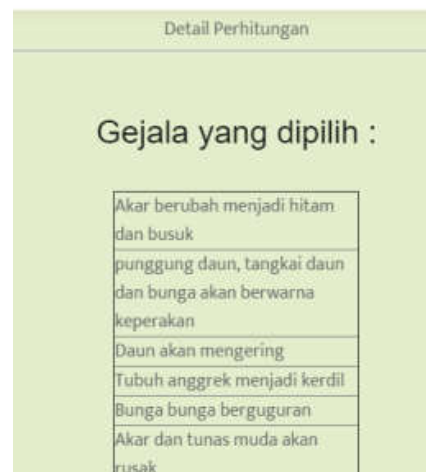 Detail Perhitungan
Gejala yang dipilih :
Akar berubah menjadi hitam
dan busuk
punggung daun, tangkai daun
dan bunga akan berwarna
keperakan
Daun akan mengering
Tubuh anggrek menjadi kerdil
Bunga bunga berguguran
Akar dan tunas muda akan
rusak